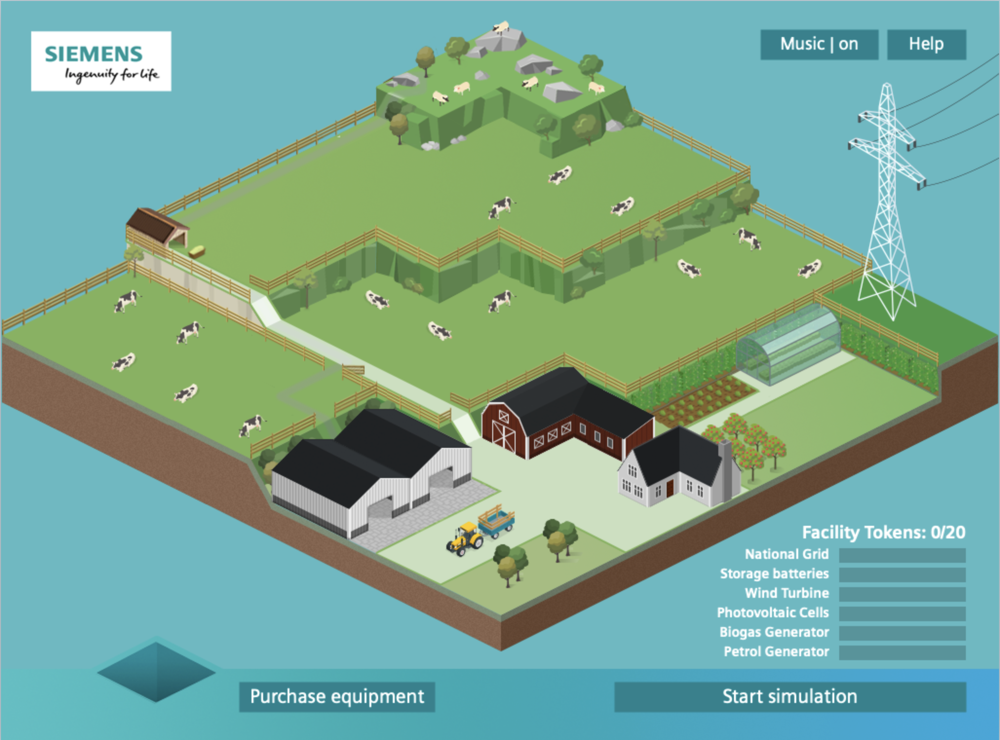 SIEMENS
Ingenuity for life
Music | on
Help
Facility Tokens: 0/20
National Grid
Storage batteries
Wind Turbine
Photovoltaic Cells
Biogas Generator
Petrol Generator
Purchase equipment
Start simulation